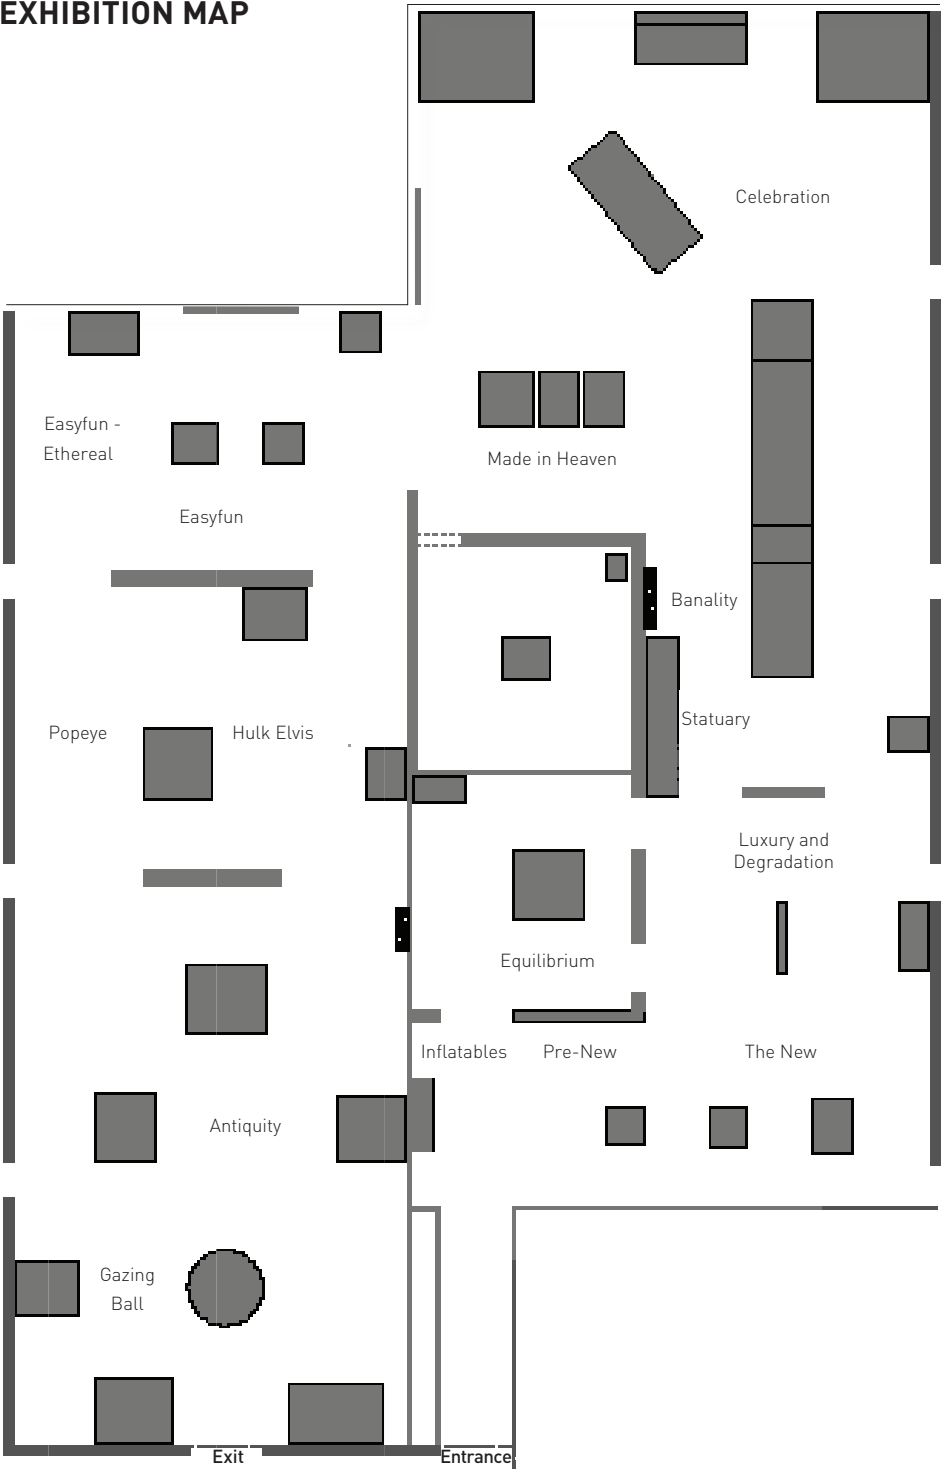 EXHIBITION MAP
Celebration
Easyfun -
Ethereal
Made in Heaven
Easyfun
Banality
Popeye
Hulk Elvis
Statuary
Luxury and
Degradation
Equilibrium
Inflatables
Pre-New
The New
Antiquity
Gazing
Ball
Exit
Entrance